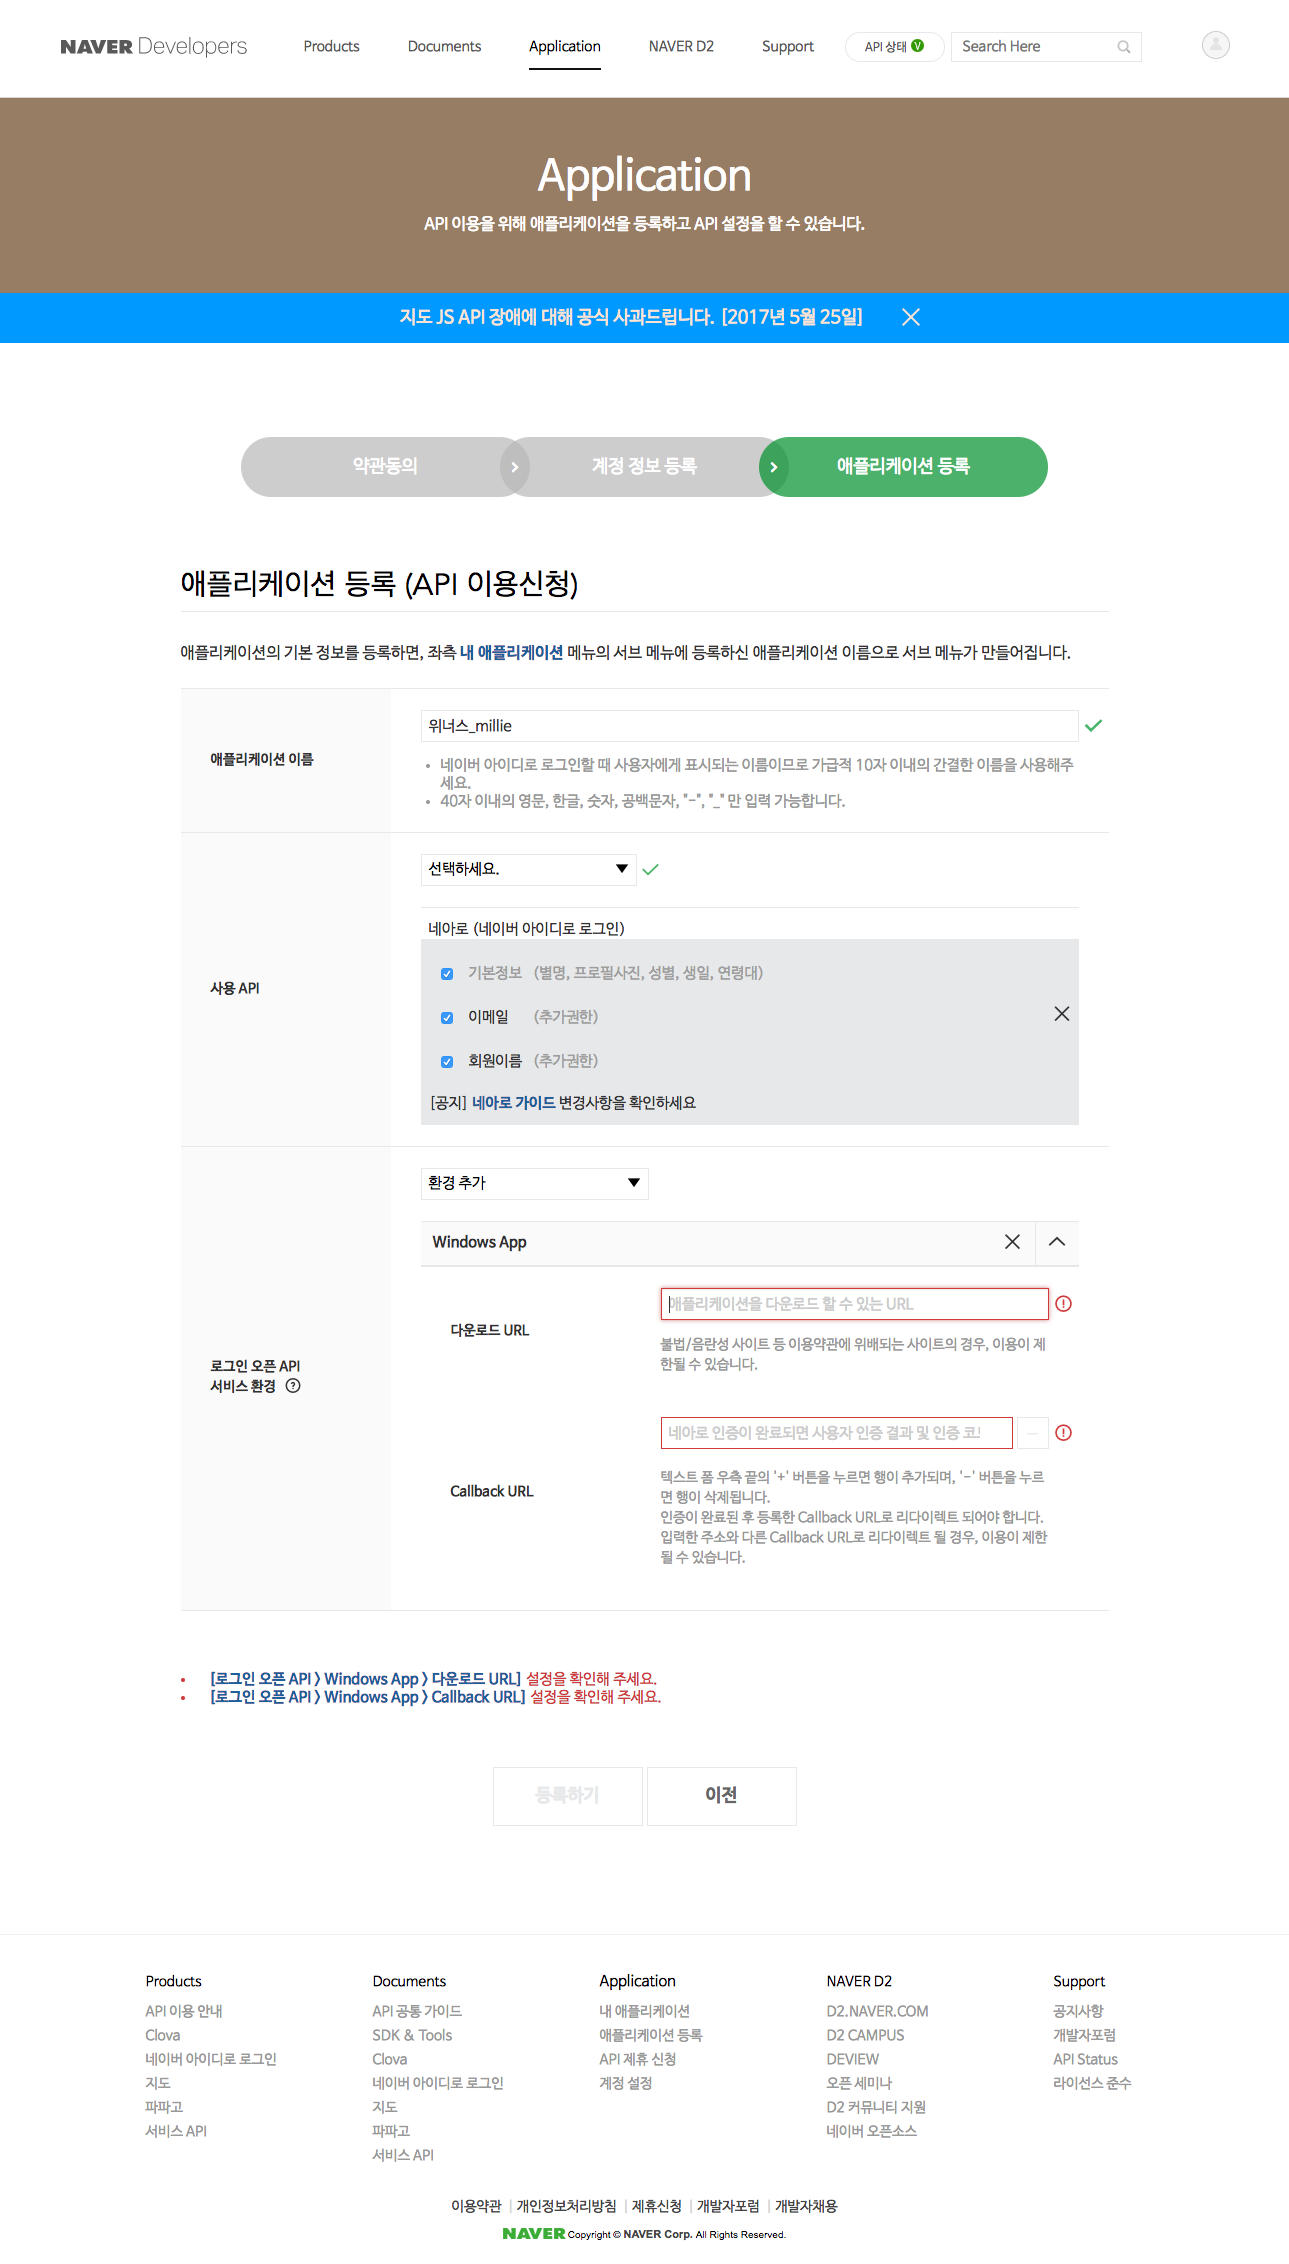 NAVER Developers Products Documents Application NAVER D2 Support API 상태 V Search Here
Application
API 이용을 위해 애플리케이션을 등록하고 API 설정을 할 수 있습니다.
지도 JS API 장애에 대해 공식 사과드립니다. [2017년 5월 25일]
약관동의 계정 정보 등록 애플리케이션 등록
애플리케이션 등록 (API 이용신청)
애플리케이션의 기본 정보를 등록하면, 좌측 내 애플리케이션 메뉴의 서브 메뉴에 등록하신 애플리케이션 이름으로 서브 메뉴가 만들어집니다.
애플리케이션 이름
위너스_millie
• 네이버 아이디로 로그인할 때 사용자에게 표시되는 이름이므로 가급적 10자 이내의 간결한 이름을 사용해주
세요.
• 40자 이내의 영문, 한글, 숫자, 공백문자, "-", "_" 만 입력 가능합니다.
사용 API
선택하세요.
네아로 (네이버 아이디로 로그인)
기본정보 (별명, 프로필사진, 성별, 생일, 연령대)
이메일 (추가권한)
회원이름 (추가권한)
[공지] 네아로 가이드 변경사항을 확인하세요
로그인 오픈 API
서비스 환경 ?
환경 추가
Windows App
다운로드 URL
애플리케이션을 다운로드 할 수 있는 URL
불법/음란성 사이트 등 이용약관에 위배되는 사이트의 경우, 이용이 제
한될 수 있습니다.
Callback URL
네아로 인증이 완료되면 사용자 인증 결과 및 인증 코
텍스트 폼 우측 끝의 '+' 버튼을 누르면 행이 추가되며, '-' 버튼을 누르
면 행이 삭제됩니다.
인증이 완료된 후 등록한 Callback URL로 리다이렉트 되어야 합니다.
입력한 주소와 다른 Callback URL로 리다이렉트 될 경우, 이용이 제한
될 수 있습니다.
• [로그인 오픈 API > Windows App > 다운로드 URL] 설정을 확인해 주세요.
• [로그인 오픈 API > Windows App > Callback URL] 설정을 확인해 주세요.
등록하기 이전
Products
API 이용 안내
Clova
네이버 아이디로 로그인
지도
파파고
서비스 API
Documents
API 공통 가이드
SDK & Tools
Clova
네이버 아이디로 로그인
지도
파파고
서비스 API
Application
내 애플리케이션
애플리케이션 등록
API 제휴 신청
계정 설정
NAVER D2
D2.NAVER.COM
D2 CAMPUS
DEVIEW
오픈 세미나
D2 커뮤니티 지원
네이버 오픈소스
Support
공지사항
개발자포럼
API Status
라이선스 준수
이용약관 | 개인정보처리방침 | 제휴신청 | 개발자포럼 | 개발자채용
NAVER Copyright © NAVER Corp. All Rights Reserved.